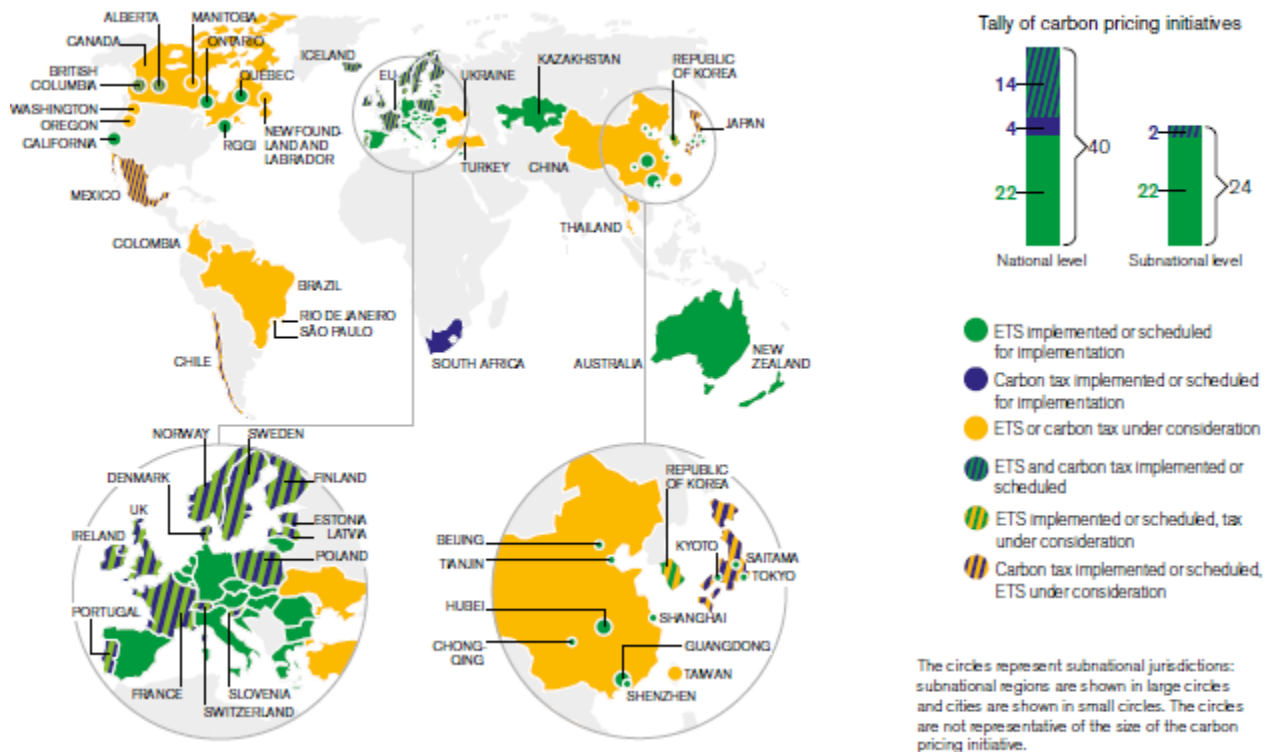 ALBERTA
MANITOBA
CANADA
ONTARIO
BRITISH
COLUMBIA
QUÉBEC
WASHINGTON
OREGON
CALIFORNIA
RGGI
NEWFOUND-
LAND AND
LABRADOR
MEXICO
ICELAND
EU
UKRAINE
KAZAKHSTAN
REPUBLIC
OF KOREA
JAPAN
TURKEY
CHINA
THAILAND
COLOMBIA
BRAZIL
RIO DE JANEIRO
SÃO PAULO
CHILE
SOUTH AFRICA
AUSTRALIA
NEW
ZEALAND
NORWAY
SWEDEN
DENMARK
FINLAND
UK
IRELAND
ESTONIA
LATVIA
POLAND
PORTUGAL
FRANCE
SLOVENIA
SWITZERLAND
REPUBLIC
OF KOREA
BEIJING
TIANJIN
KYOTO
SAITAMA
TOKYO
HUBEI
SHANGHAI
CHONG-
QING
GUANGDONG
TAIWAN
SHENZHEN
Tally of carbon pricing initiatives
14
4
40
22
2
22
24
National level
Subnational level
ETS implemented or scheduled
for implementation
Carbon tax implemented or scheduled
for implementation
ETS or carbon tax under consideration
ETS and carbon tax implemented or
scheduled
ETS implemented or scheduled, tax
under consideration
Carbon tax implemented or scheduled,
ETS under consideration
The circles represent subnational jurisdictions:
subnational regions are shown in large circles
and cities are shown in small circles. The circles
are not representative of the size of the carbon
pricing initiative.